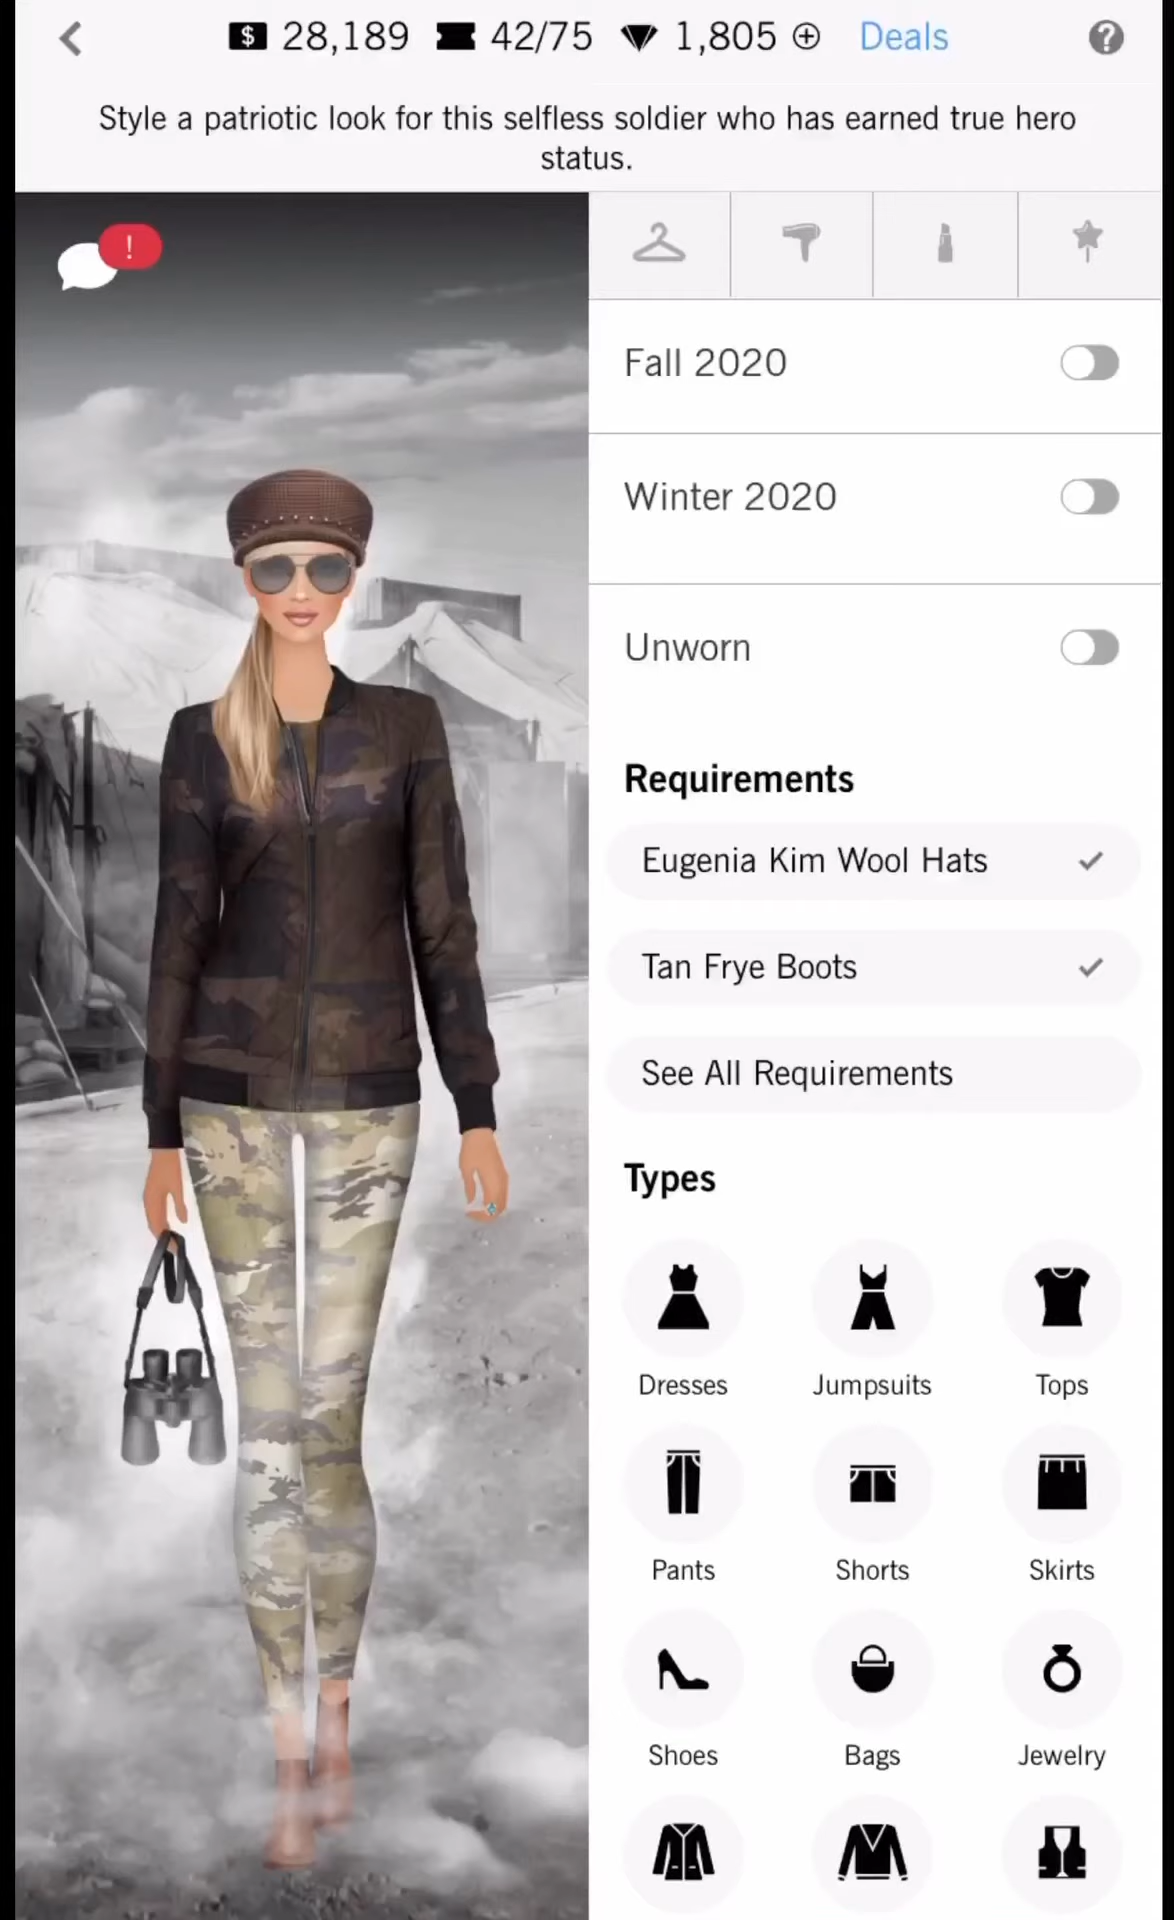 $ 28,189 42/75 1,805 Deals ?
Style a patriotic look for this selfless soldier who has earned true hero
status.
!
Fall 2020
Winter 2020
Unworn
Requirements
Eugenia Kim Wool Hats
Tan Frye Boots
See All Requirements
Types
Dresses Jumpsuits Tops
Pants Shorts Skirts
Shoes Bags Jewelry